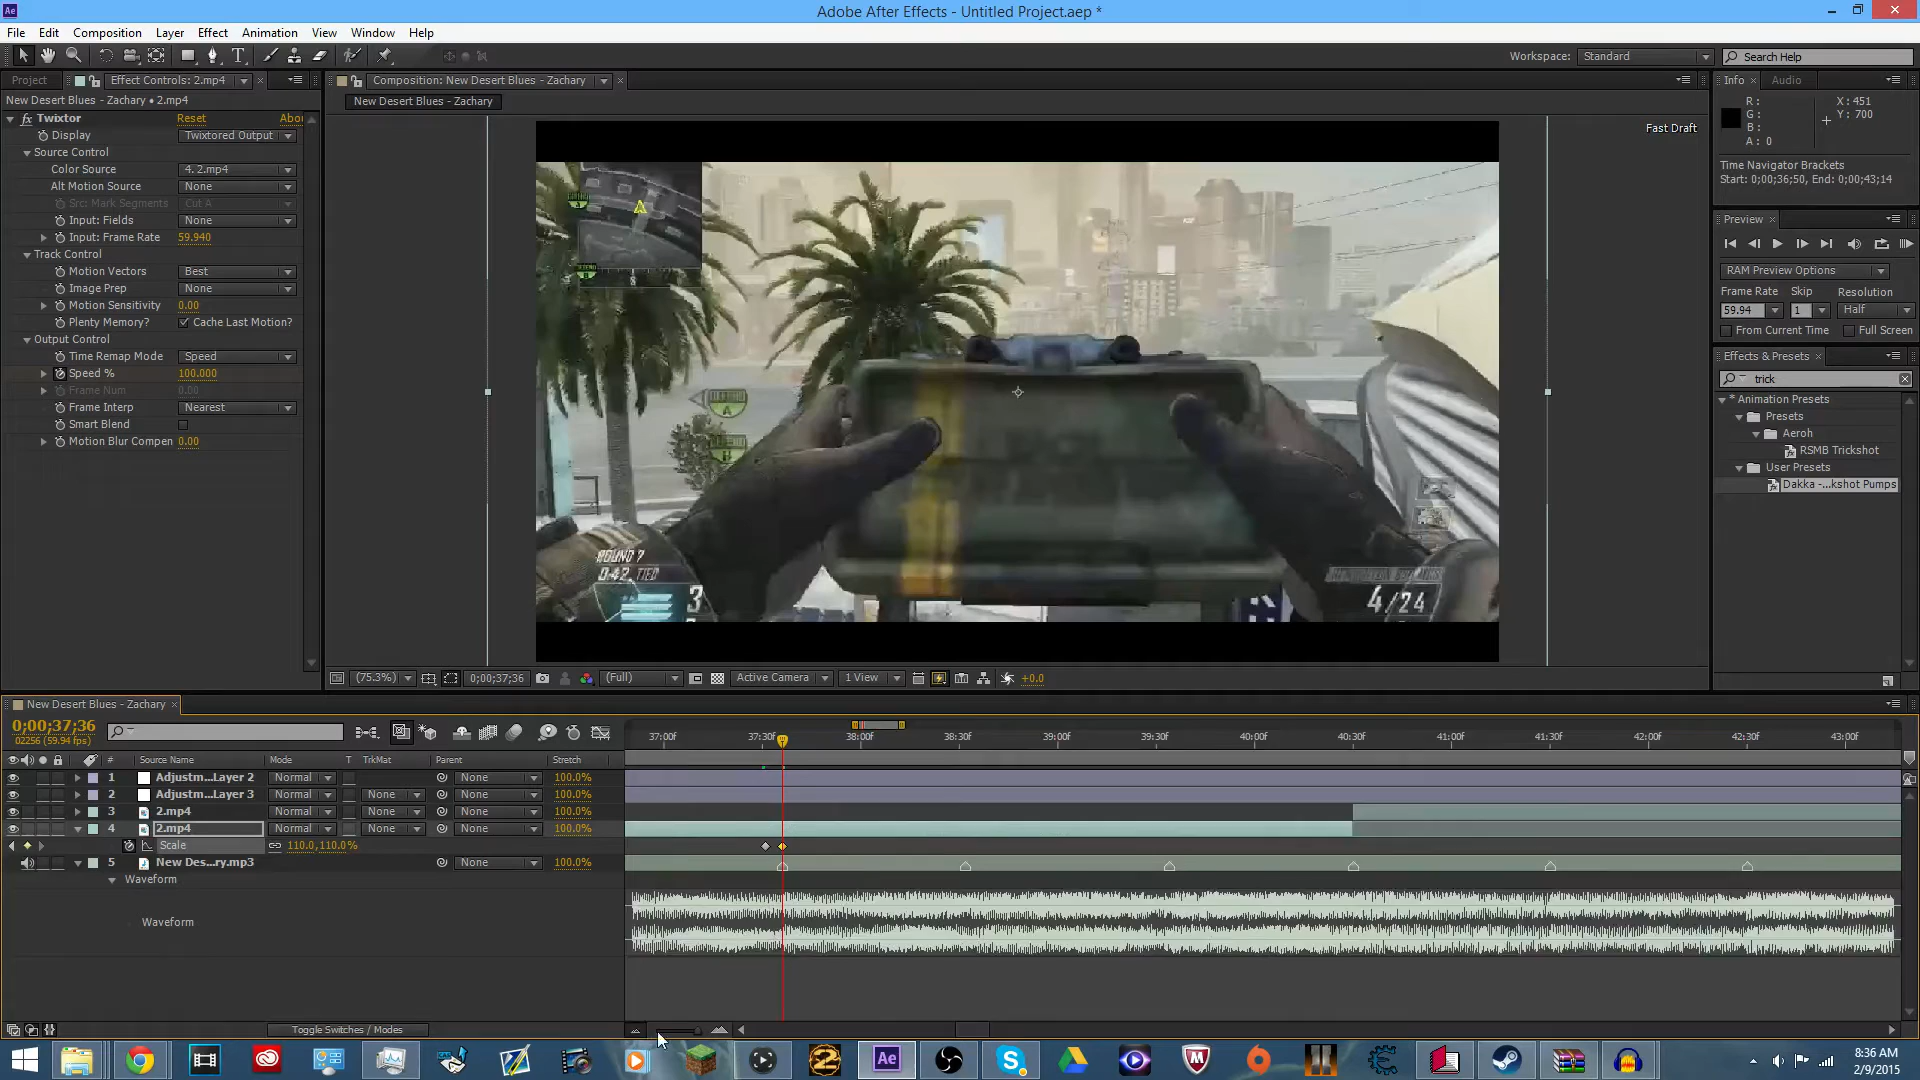 Adobe After Effects - Untitled Project.aep *
File Edit Composition Layer Effect Animation View Window Help
Workspace: Standard Search Help
Project Effect Controls: 2.mp4
New Desert Blues - Zachary • 2.mp4
fx Twixtor Reset Abou
Display Twixtored Output
Source Control
Color Source 4. 2.mp4
Alt Motion Source None
Src: Mark Segments Cut A
Input: Fields None
Input: Frame Rate 59.940
Track Control
Motion Vectors Best
Image Prep None
Motion Sensitivity 0.00
Plenty Memory? Cache Last Motion?
Output Control
Time Remap Mode Speed
Speed % 100.000
Frame Num 0.00
Frame Interp Nearest
Smart Blend
Motion Blur Compen 0.00
Composition: New Desert Blues - Zachary
New Desert Blues - Zachary
Fast Draft
A
B
ROUND 7
0:42 TIED
3
4/24
(75.3%) 0;00;37;36 (Full) Active Camera 1 View +0.0
Info Audio
R: X: 451
G: Y: 700
B:
A: 0
Time Navigator Brackets
Start: 0;00;36;50, End: 0;00;43;14
Preview
RAM Preview Options
Frame Rate Skip Resolution
59.94 1 Half
From Current Time Full Screen
Effects & Presets
trick
* Animation Presets
Presets
Aeroh
RSMB Trickshot
User Presets
Dakka -...kshot Pumps
New Desert Blues - Zachary
0;00;37;36
02256 (59.94 fps)
37:00f 37:30f 38:00f 38:30f 39:00f 39:30f 40:00f 40:30f 41:00f 41:30f 42:00f 42:30f 43:00f
# Source Name Mode T TrkMat Parent Stretch
1 Adjustm...Layer 2 Normal None 100.0%
2 Adjustm...Layer 3 Normal None None 100.0%
3 2.mp4 Normal None None 100.0%
4 2.mp4 Normal None None 100.0%
Scale 110.0,110.0%
5 New Des...ry.mp3 None 100.0%
Waveform
Waveform
Toggle Switches / Modes
8:36 AM
2/9/2015